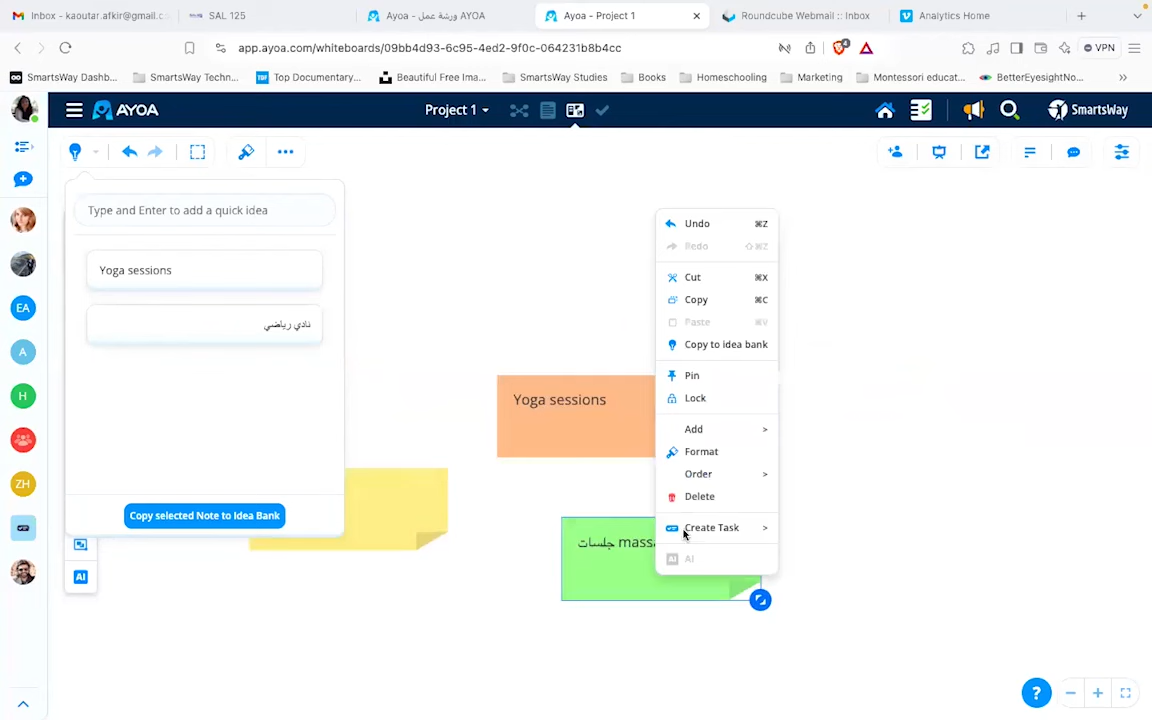 Inbox - kaoutar.afkir@gmail.c
SAL 125
Ayoa - ورشة عمل AYOA
Ayoa - Project 1
Roundcube Webmail :: Inbox
Analytics Home
app.ayoa.com/whiteboards/09bb4d93-6c95-4ed2-9f0c-064231b8b4cc
4
VPN
SmartsWay Dashb...
SmartsWay Techn...
Top Documentary...
Beautiful Free Ima...
SmartsWay Studies
Books
Homeschooling
Marketing
Montessori educat...
BetterEyesightNo...
AYOA
Project 1
SmartsWay
Type and Enter to add a quick idea
Yoga sessions
نادي رياضي
Copy selected Note to Idea Bank
EA
A
H
ZH
AI
Yoga sessions
جلسات massa
Undo ⌘Z
Redo ⇧⌘Z
Cut ⌘X
Copy ⌘C
Paste ⌘V
Copy to idea bank
Pin
Lock
Add >
Format
Order >
Delete
Create Task >
AI AI
?